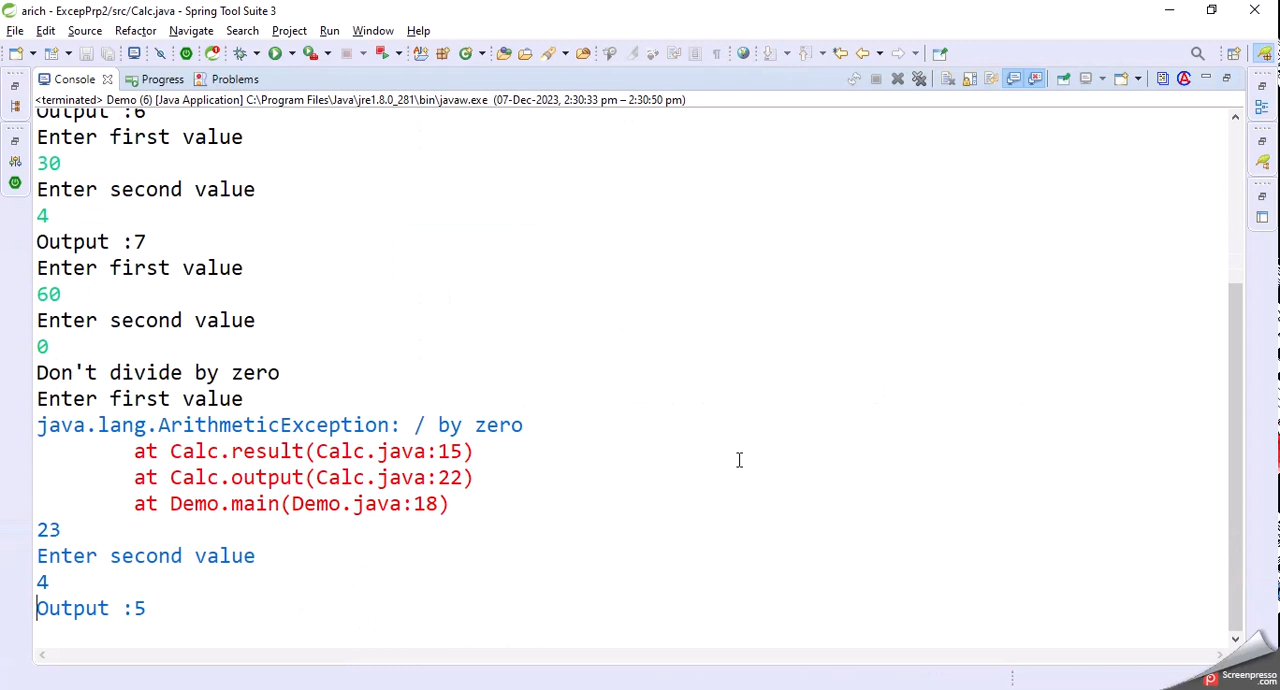 arich - ExcepPrp2/src/Calc.java - Spring Tool Suite 3
File Edit Source Refactor Navigate Search Project Run Window Help
Console Progress Problems
<terminated> Demo (6) [Java Application] C:\Program Files\Java\jre1.8.0_281\bin\javaw.exe (07-Dec-2023, 2:30:33 pm – 2:30:50 pm)
Output :6
Enter first value
30
Enter second value
4
Output :7
Enter first value
60
Enter second value
0
Don't divide by zero
Enter first value
java.lang.ArithmeticException: / by zero
at Calc.result(Calc.java:15)
at Calc.output(Calc.java:22)
at Demo.main(Demo.java:18)
23
Enter second value
4
Output :5
Screenpresso
.com